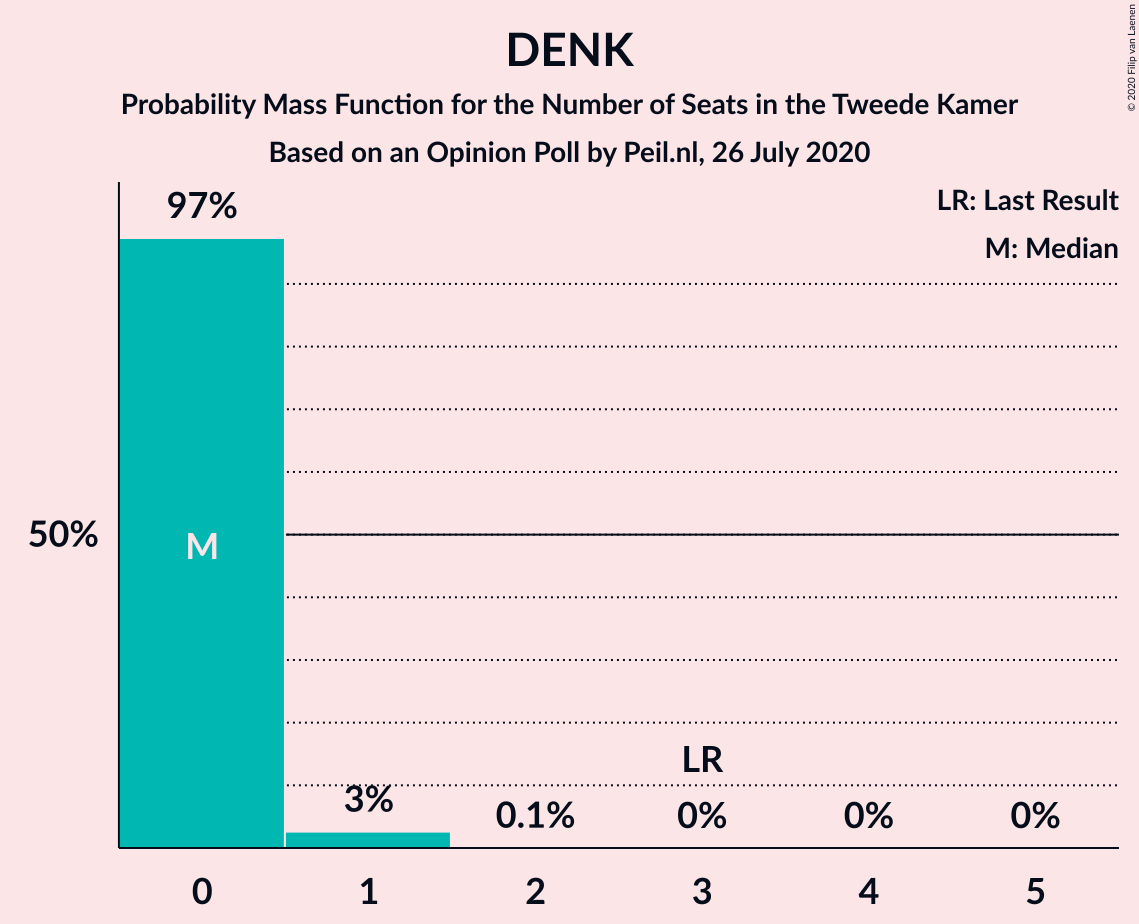 DENK
Probability Mass Function for the Number of Seats in the Tweede Kamer
Based on an Opinion Poll by Peil.nl, 26 July 2020
© 2020 Filip van Laenen
LR: Last Result
M: Median
97%
50%
M
LR
3%
0.1%
0%
0%
0%
0 1 2 3 4 5